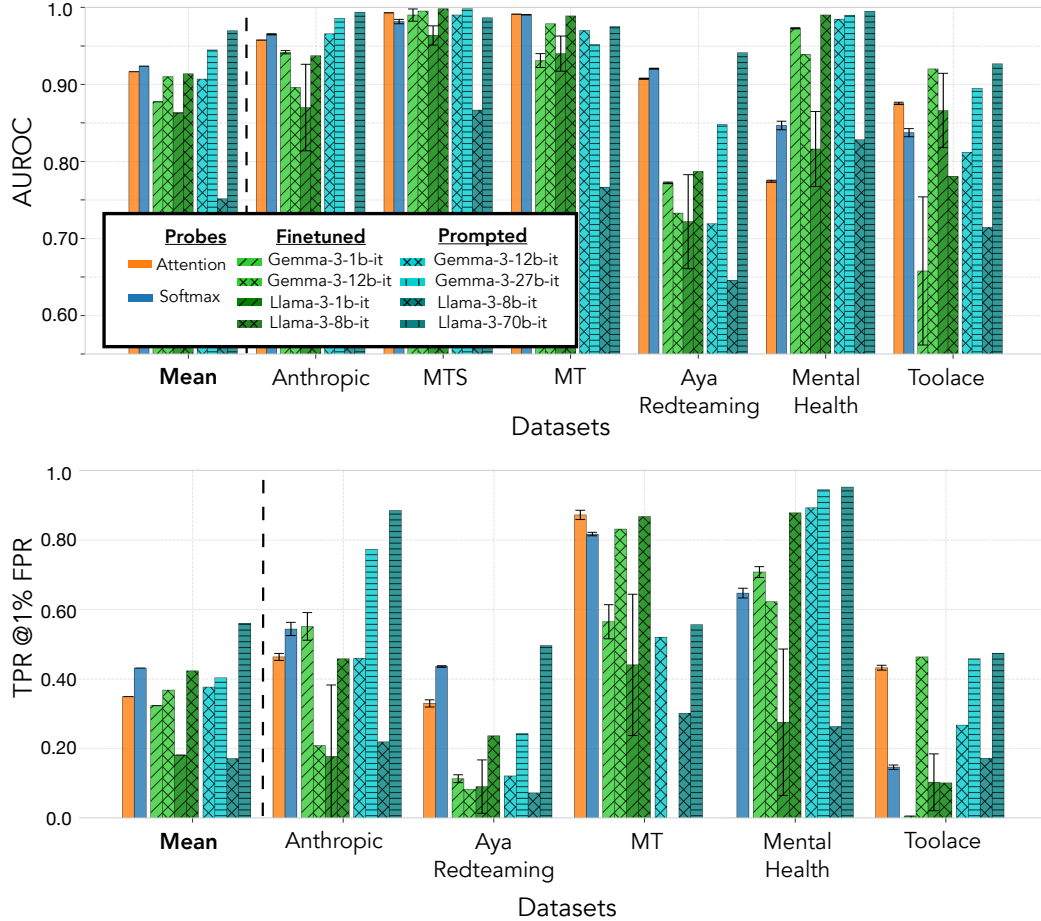 1.0
0.90
0.80
0.70
0.60
AUROC
Probes
Attention
Softmax
Finetuned
Gemma-3-1b-it
Gemma-3-12b-it
Llama-3-1b-it
Llama-3-8b-it
Prompted
Gemma-3-12b-it
Gemma-3-27b-it
Llama-3-8b-it
Llama-3-70b-it
Mean
Anthropic
MTS
MT
Aya
Redteaming
Mental
Health
Toolace
Datasets
1.0
0.80
0.60
0.40
0.20
0.0
TPR @1% FPR
Mean
Anthropic
Aya
Redteaming
MT
Mental
Health
Toolace
Datasets